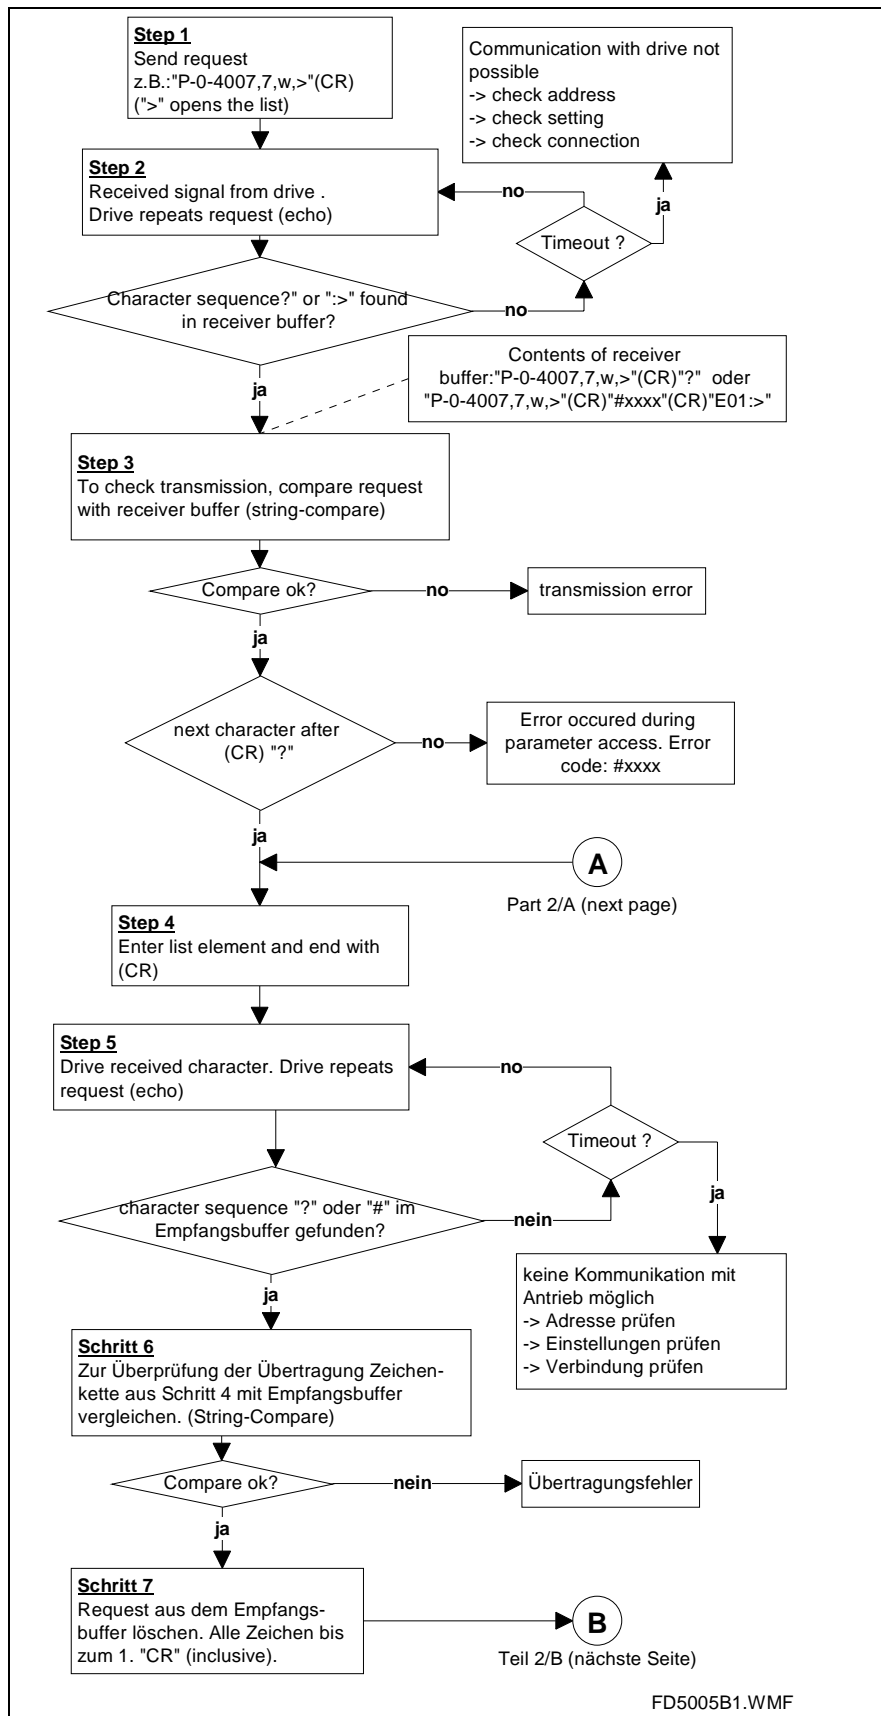 Step 1
Send request
z.B.:"P-0-4007,7,w,>"(CR)
(">" opens the list)
Communication with drive not
possible
-> check address
-> check setting
-> check connection
Step 2
Received signal from drive .
Drive repeats request (echo)
no
ja
Timeout ?
Character sequence?" or ":>" found
in receiver buffer?
no
ja
Contents of receiver
buffer:"P-0-4007,7,w,>"(CR)"?" oder
"P-0-4007,7,w,>"(CR)"#xxxx"(CR)"E01:>"
Step 3
To check transmission, compare request
with receiver buffer (string-compare)
Compare ok?
no
transmission error
ja
next character after
(CR) "?"
no
Error occured during
parameter access. Error
code: #xxxx
ja
A
Part 2/A (next page)
Step 4
Enter list element and end with
(CR)
Step 5
Drive received character. Drive repeats
request (echo)
no
Timeout ?
ja
character sequence "?" oder "#" im
Empfangsbuffer gefunden?
nein
ja
keine Kommunikation mit
Antrieb möglich
-> Adresse prüfen
-> Einstellungen prüfen
-> Verbindung prüfen
Schritt 6
Zur Überprüfung der Übertragung Zeichen-
kette aus Schritt 4 mit Empfangsbuffer
vergleichen. (String-Compare)
Compare ok?
nein
Übertragungsfehler
ja
Schritt 7
Request aus dem Empfangs-
buffer löschen. Alle Zeichen bis
zum 1. "CR" (inclusive).
B
Teil 2/B (nächste Seite)
FD5005B1.WMF